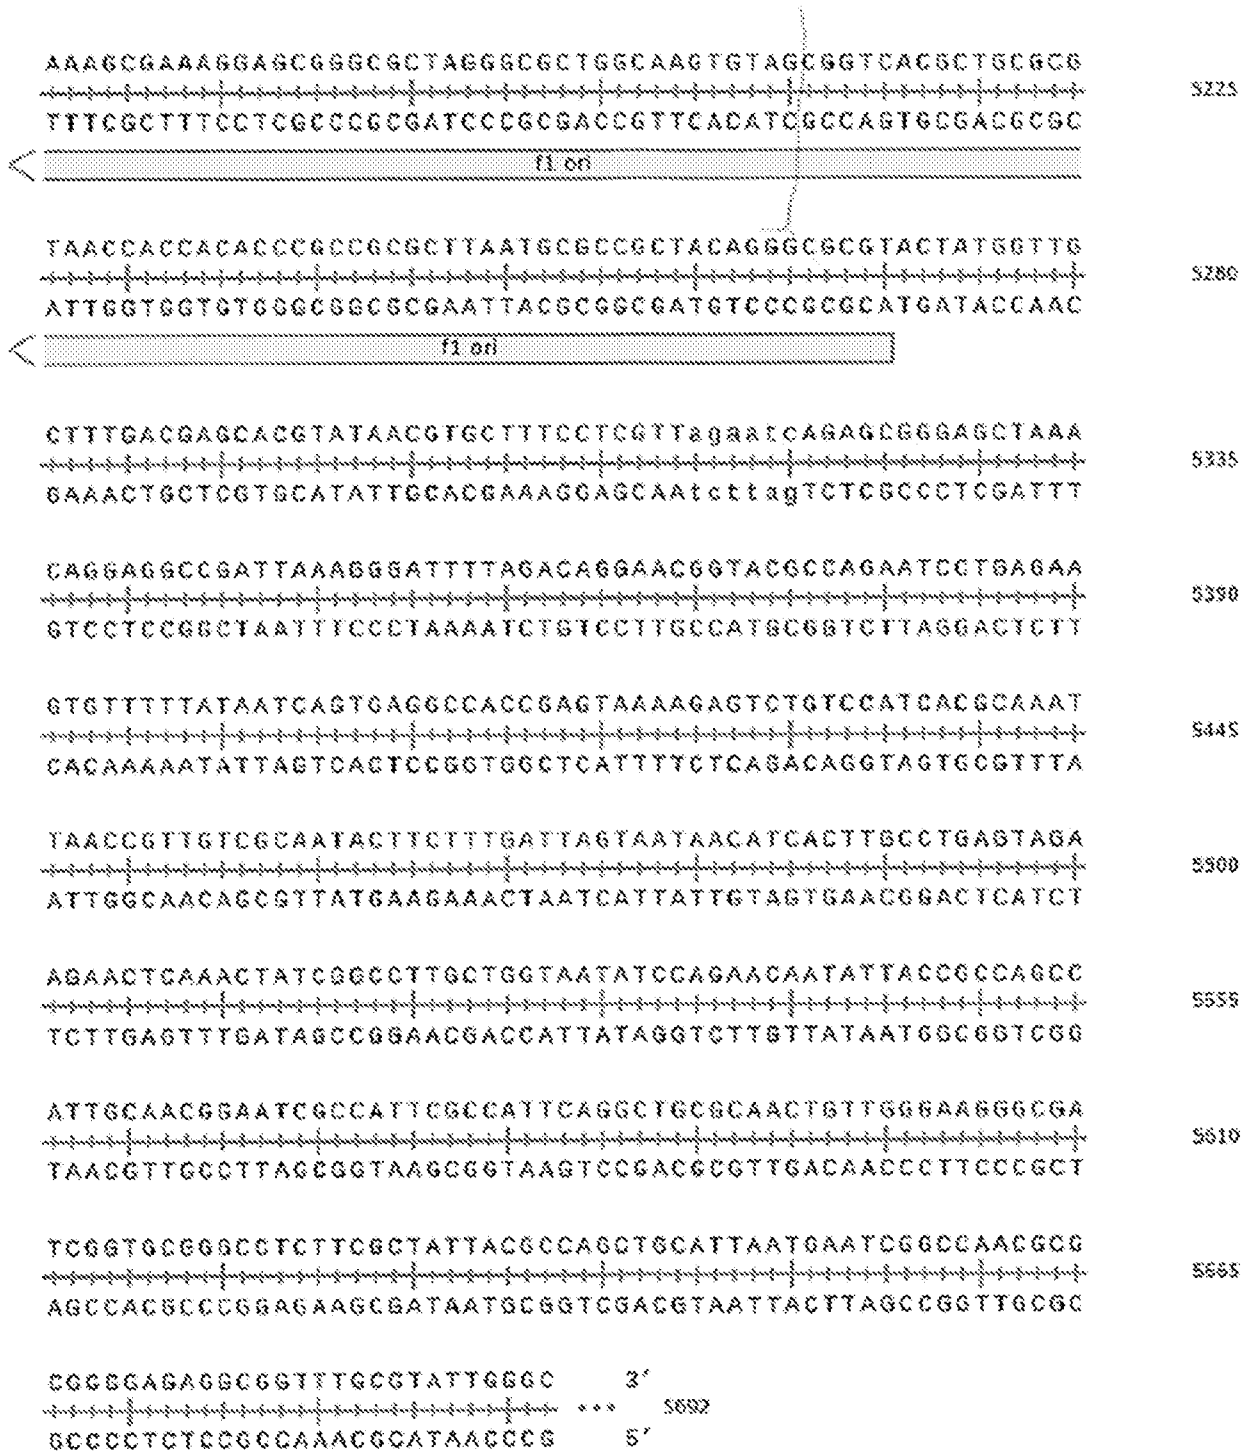 AAAGCGAAAGGAGCGGGCGCTAGGGCGCTGGCAAGTGTAGCGGTCACGCTGCGCG 5225
TTTCGCTTTCCTCGCCCGCGATCCCGCGACCGTTCACATCGCCAGTGCGACGCGC
f1 ori
TAACCACCACACCCGCCGCGCTTAATGCGCCGCTACAGGGCGCGTACTATGGTTG 5280
ATTGGTGGTGTGGGCGGCGCGAATTACGCGGCGATGTCCCGCGCATGATACCAAC
f1 ori
CTTTGACGAGCACGTATAACGTGCTTTCCTCGTTagaatcAGAGCGGGAGCTAAA 5335
GAAACTGCTCGTGCATATTGCACGAAAGGAGCAAtcttagTCTCGCCCTCGATTT
CAGGAGGCCGATTAAAGGGATTTTAGACAGGAACGGTACGCCAGAATCCTGAGAA 5390
GTCCTCCGGCTAATTTCCCTAAAATCTGTCCTTGCCATGCGGTCTTAGGACTCTT
GTGTTTTTATAATCAGTGAGGCCACCGAGTAAAAGAGTCTGTCCATCACGCAAAT 5445
CACAAAAATATTAGTCACTCCGGTGGCTCATTTTCTCAGACAGGTAGTGCGTTTA
TAACCGTTGTCGCAATACTTCTTTGATTAGTAATAACATCACTTGCCTGAGTAGA 5500
ATTGGCAACAGCGTTATGAAGAAACTAATCATTATTGTAGTGAACGGACTCATCT
AGAACTCAAACTATCGGCCTTGCTGGTAATATCCAGAACAATATTACCGCCAGCC 5555
TCTTGAGTTTGATAGCCGGAACGACCATTATAGGTCTTGTTATAATGGCGGTCGG
ATTGCAACGGAATCGCCATTCGCCATTCAGGCTGCGCAACTGTTGGGAAGGGCGA 5610
TAACGTTGCCTTAGCGGTAAGCGGTAAGTCCGACGCGTTGACAACCCTTCCCGCT
TCGGTGCGGGCCTCTTCGCTATTACGCCAGCTGCATTAATGAATCGGCCAACGCG 5665
AGCCACGCCCGGAGAAGCGATAATGCGGTCGACGTAATTACTTAGCCGGTTGCGC
CGGGGAGAGGCGGTTTGCGTATTGGGC 3'
... 5692
GCCCCTCTCCGCCAAACGCATAACCCG 5'